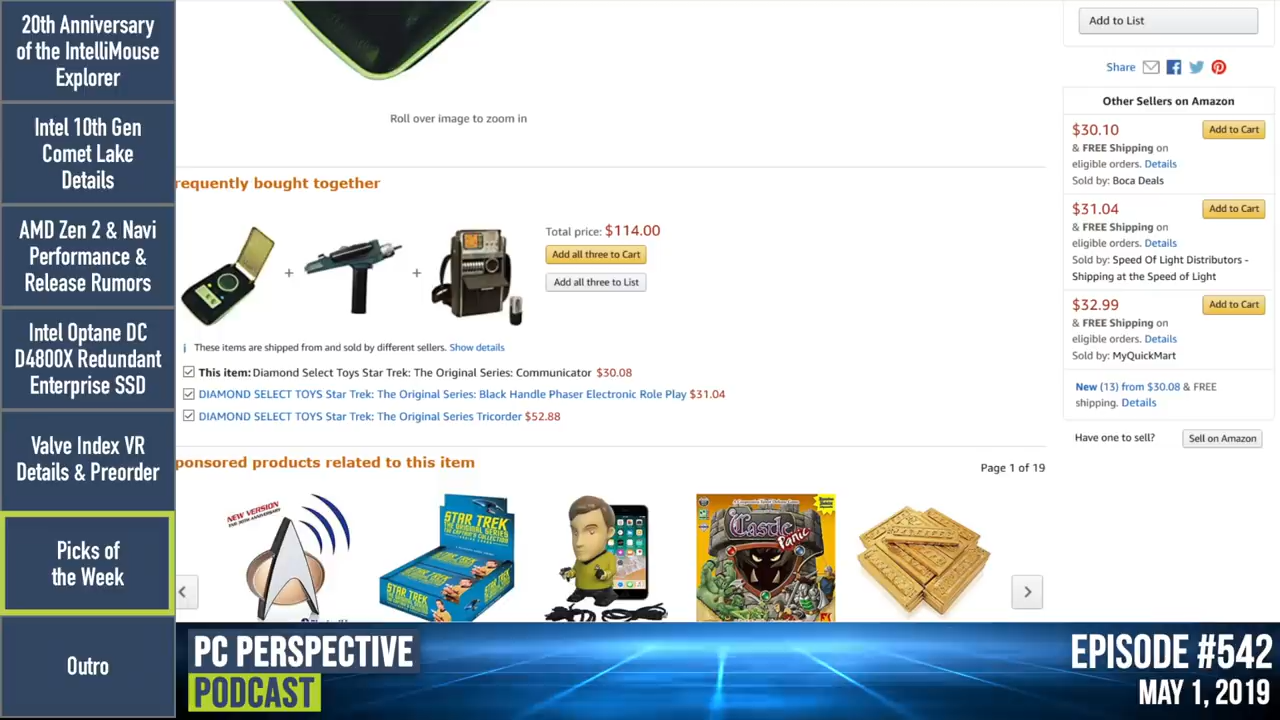 20th Anniversary
of the IntelliMouse
Explorer
Intel 10th Gen
Comet Lake
Details
AMD Zen 2 & Navi
Performance &
Release Rumors
Intel Optane DC
D4800X Redundant
Enterprise SSD
Valve Index VR
Details & Preorder
Picks of
the Week
Outro
Roll over image to zoom in
requently bought together
+
+
Total price: $114.00
Add all three to Cart
Add all three to List
i These items are shipped from and sold by different sellers. Show details
This item: Diamond Select Toys Star Trek: The Original Series: Communicator $30.08
DIAMOND SELECT TOYS Star Trek: The Original Series: Black Handle Phaser Electronic Role Play $31.04
DIAMOND SELECT TOYS Star Trek: The Original Series Tricorder $52.88
ponsored products related to this item
Page 1 of 19
NEW VERSION
STAR TREK
THE ORIGINAL SERIES
Castle
Panic
Add to List
Share
Other Sellers on Amazon
$30.10
Add to Cart
& FREE Shipping on
eligible orders. Details
Sold by: Boca Deals
$31.04
Add to Cart
& FREE Shipping on
eligible orders. Details
Sold by: Speed Of Light Distributors -
Shipping at the Speed of Light
$32.99
Add to Cart
& FREE Shipping on
eligible orders. Details
Sold by: MyQuickMart
New (13) from $30.08 & FREE
shipping. Details
Have one to sell?
Sell on Amazon
PC PERSPECTIVE
PODCAST
EPISODE #542
MAY 1, 2019